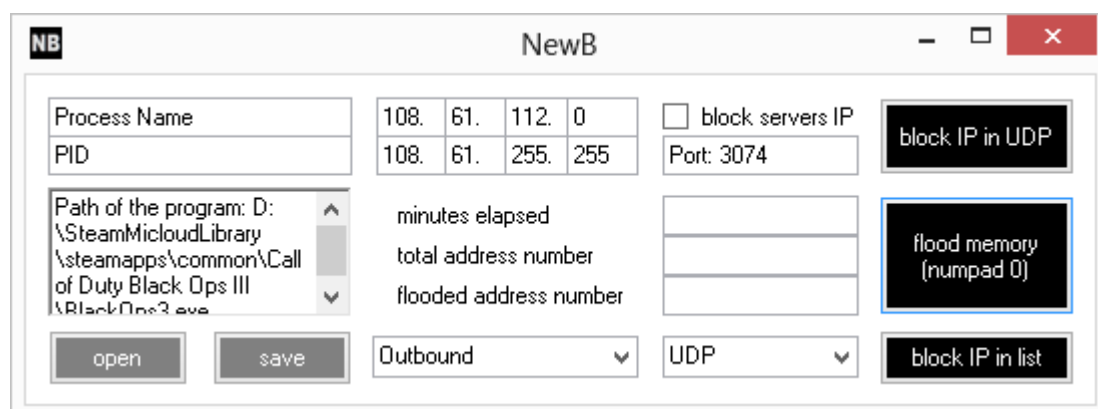 NB NewB
Process Name 108. 61. 112. 0 block servers IP block IP in UDP
PID 108. 61. 255. 255 Port: 3074
Path of the program: D:
\SteamMicloudLibrary
\steamapps\common\Call
of Duty Black Ops III
\BlackOps3.exe
minutes elapsed
total address number
flooded address number
flood memory
(numpad 0)
open save Outbound UDP block IP in list